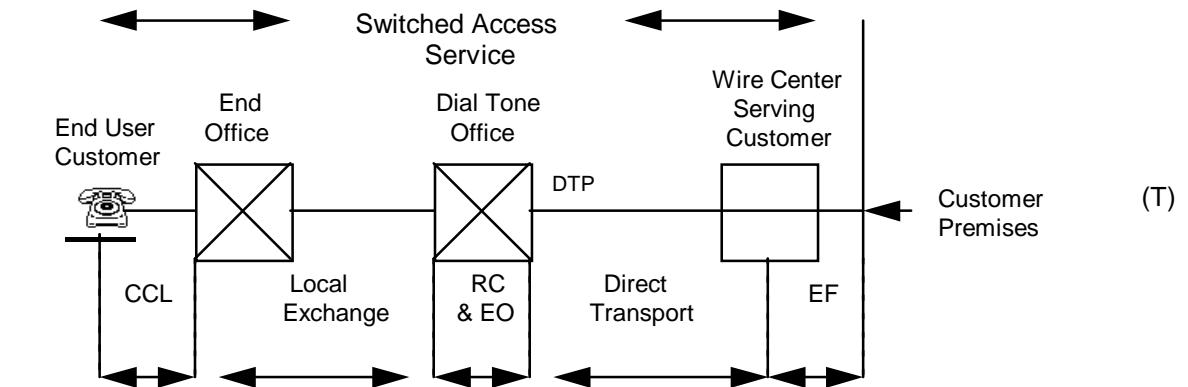 Switched Access
Service
End User
Customer
End
Office
Dial Tone
Office
Wire Center
Serving
Customer
DTP
Customer
Premises
(T)
CCL
Local
Exchange
RC
& EO
Direct
Transport
EF